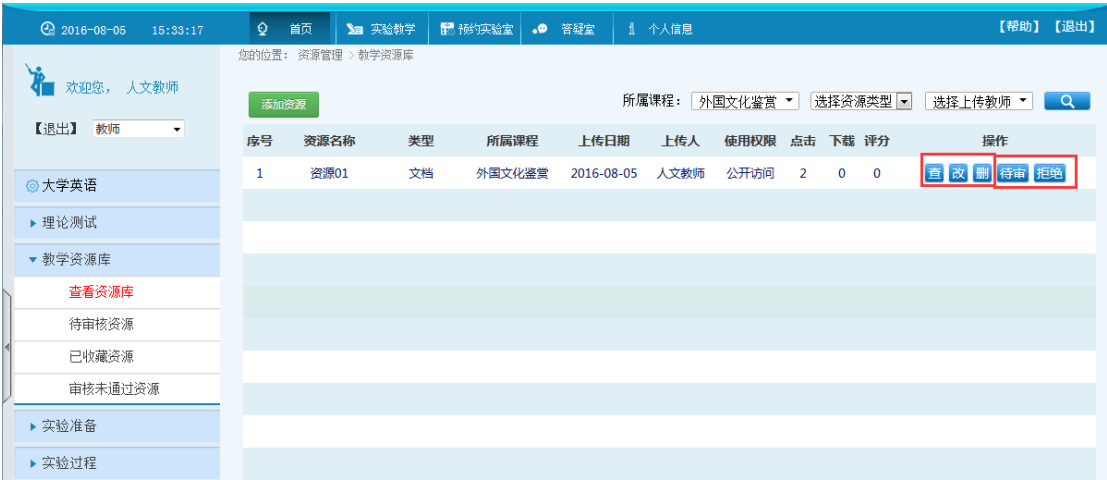 2016-08-05 15:33:17 首页 实验教学 预约实验室 答疑室 个人信息 【帮助】【退出】
您的位置： 资源管理 > 教学资源库
欢迎您， 人文教师
添加资源 所属课程： 外国文化鉴赏 选择资源类型 选择上传教师
【退出】 教师
序号 资源名称 类型 所属课程 上传日期 上传人 使用权限 点击 下载 评分 操作
1 资源01 文档 外国文化鉴赏 2016-08-05 人文教师 公开访问 2 0 0 查 改 删 待审 拒绝
大学英语
理论测试
教学资源库
查看资源库
待审核资源
已收藏资源
审核未通过资源
实验准备
实验过程